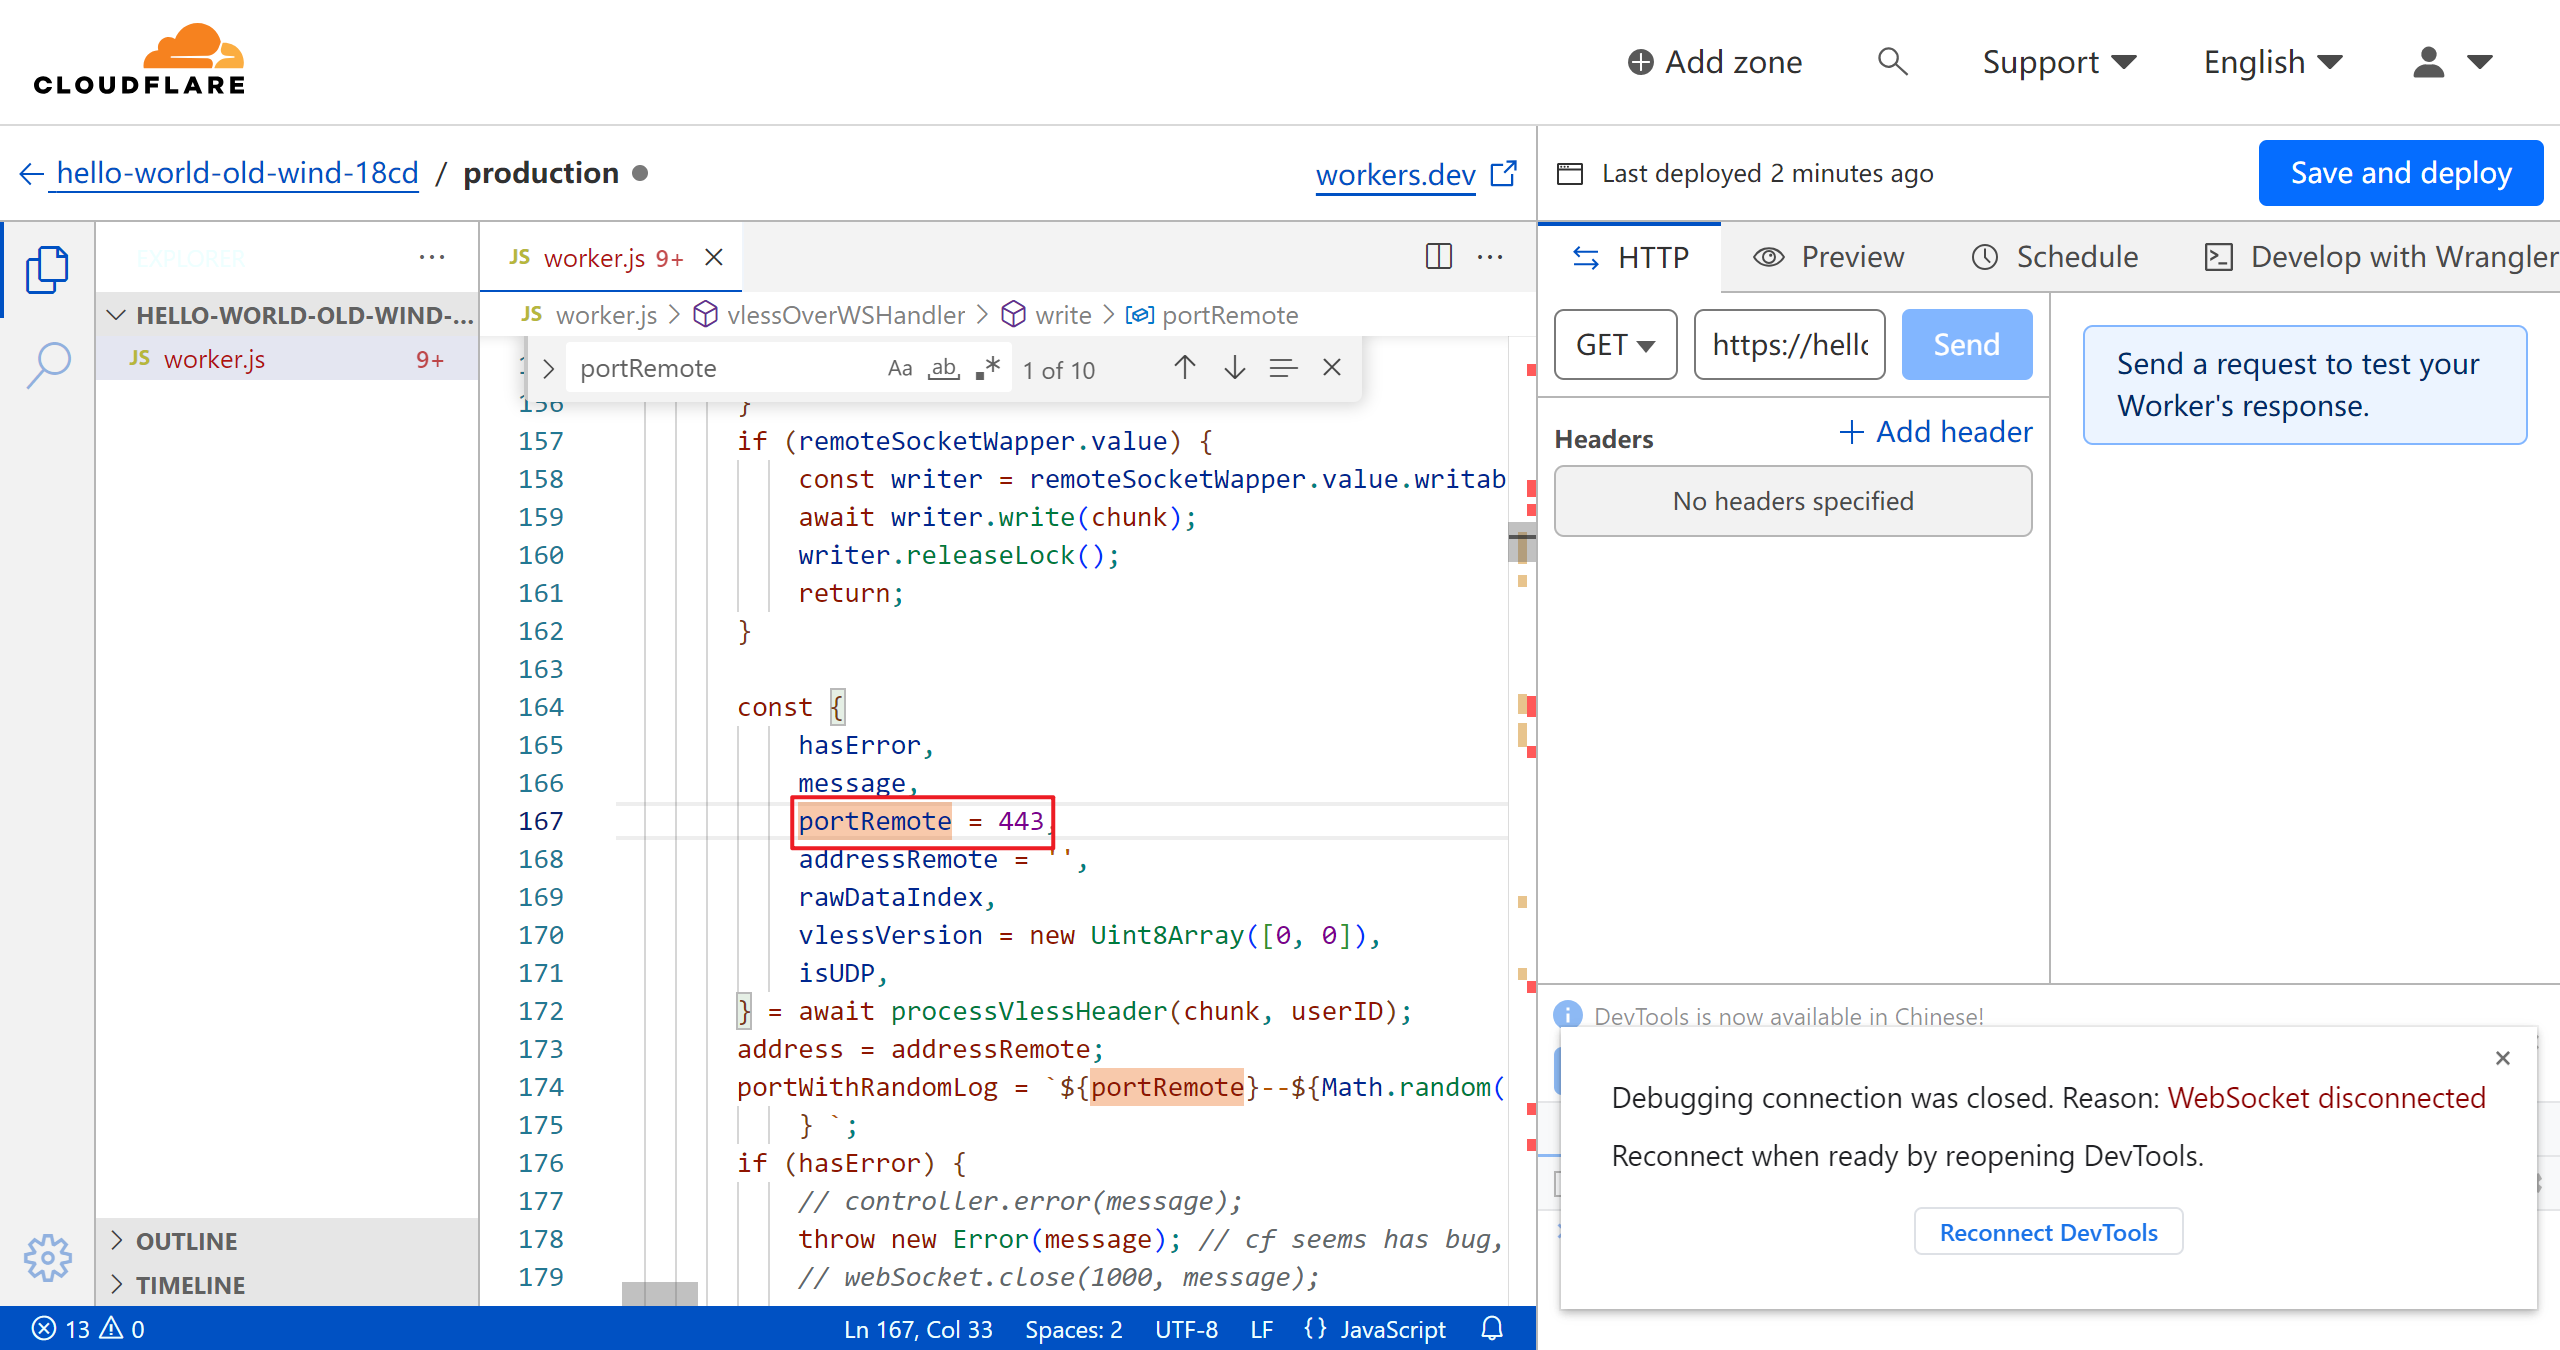 CLOUDFLARE
Add zone
Support
English
hello-world-old-wind-18cd / production
workers.dev
Last deployed 2 minutes ago
Save and deploy
EXPLORER
HELLO-WORLD-OLD-WIND-...
JS worker.js 9+
OUTLINE
TIMELINE
JS worker.js 9+
JS worker.js > vlessOverWSHandler > write > portRemote
portRemote Aa ab .* 1 of 10
156 }
157 if (remoteSocketWapper.value) {
158 const writer = remoteSocketWapper.value.writab
159 await writer.write(chunk);
160 writer.releaseLock();
161 return;
162 }
163
164 const {
165 hasError,
166 message,
167 portRemote = 443,
168 addressRemote = '',
169 rawDataIndex,
170 vlessVersion = new Uint8Array([0, 0]),
171 isUDP,
172 } = await processVlessHeader(chunk, userID);
173 address = addressRemote;
174 portWithRandomLog = `${portRemote}--${Math.random(
175 } `;
176 if (hasError) {
177 // controller.error(message);
178 throw new Error(message); // cf seems has bug,
179 // webSocket.close(1000, message);
HTTP
Preview
Schedule
Develop with Wrangler
GET
https://hello
Send
Headers
+ Add header
No headers specified
Send a request to test your
Worker's response.
DevTools is now available in Chinese!
Debugging connection was closed. Reason: WebSocket disconnected
Reconnect when ready by reopening DevTools.
Reconnect DevTools
13 0
Ln 167, Col 33
Spaces: 2
UTF-8
LF
{} JavaScript